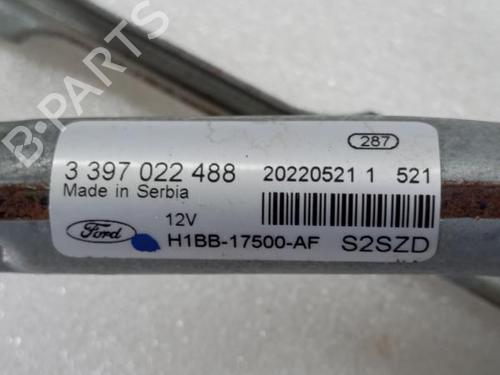 B-PARTS
287
3 397 022 488 20220521 1 521
Made in Serbia
12V
Ford H1BB-17500-AF S2SZD